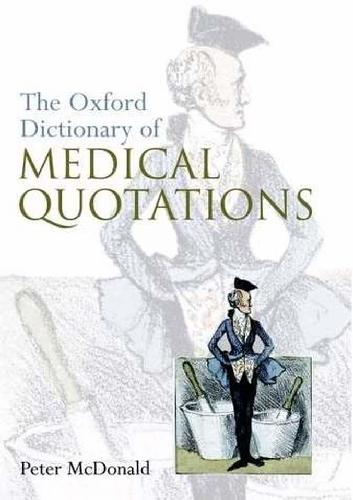 The Oxford
Dictionary of
MEDICAL
QUOTATIONS
Peter McDonald